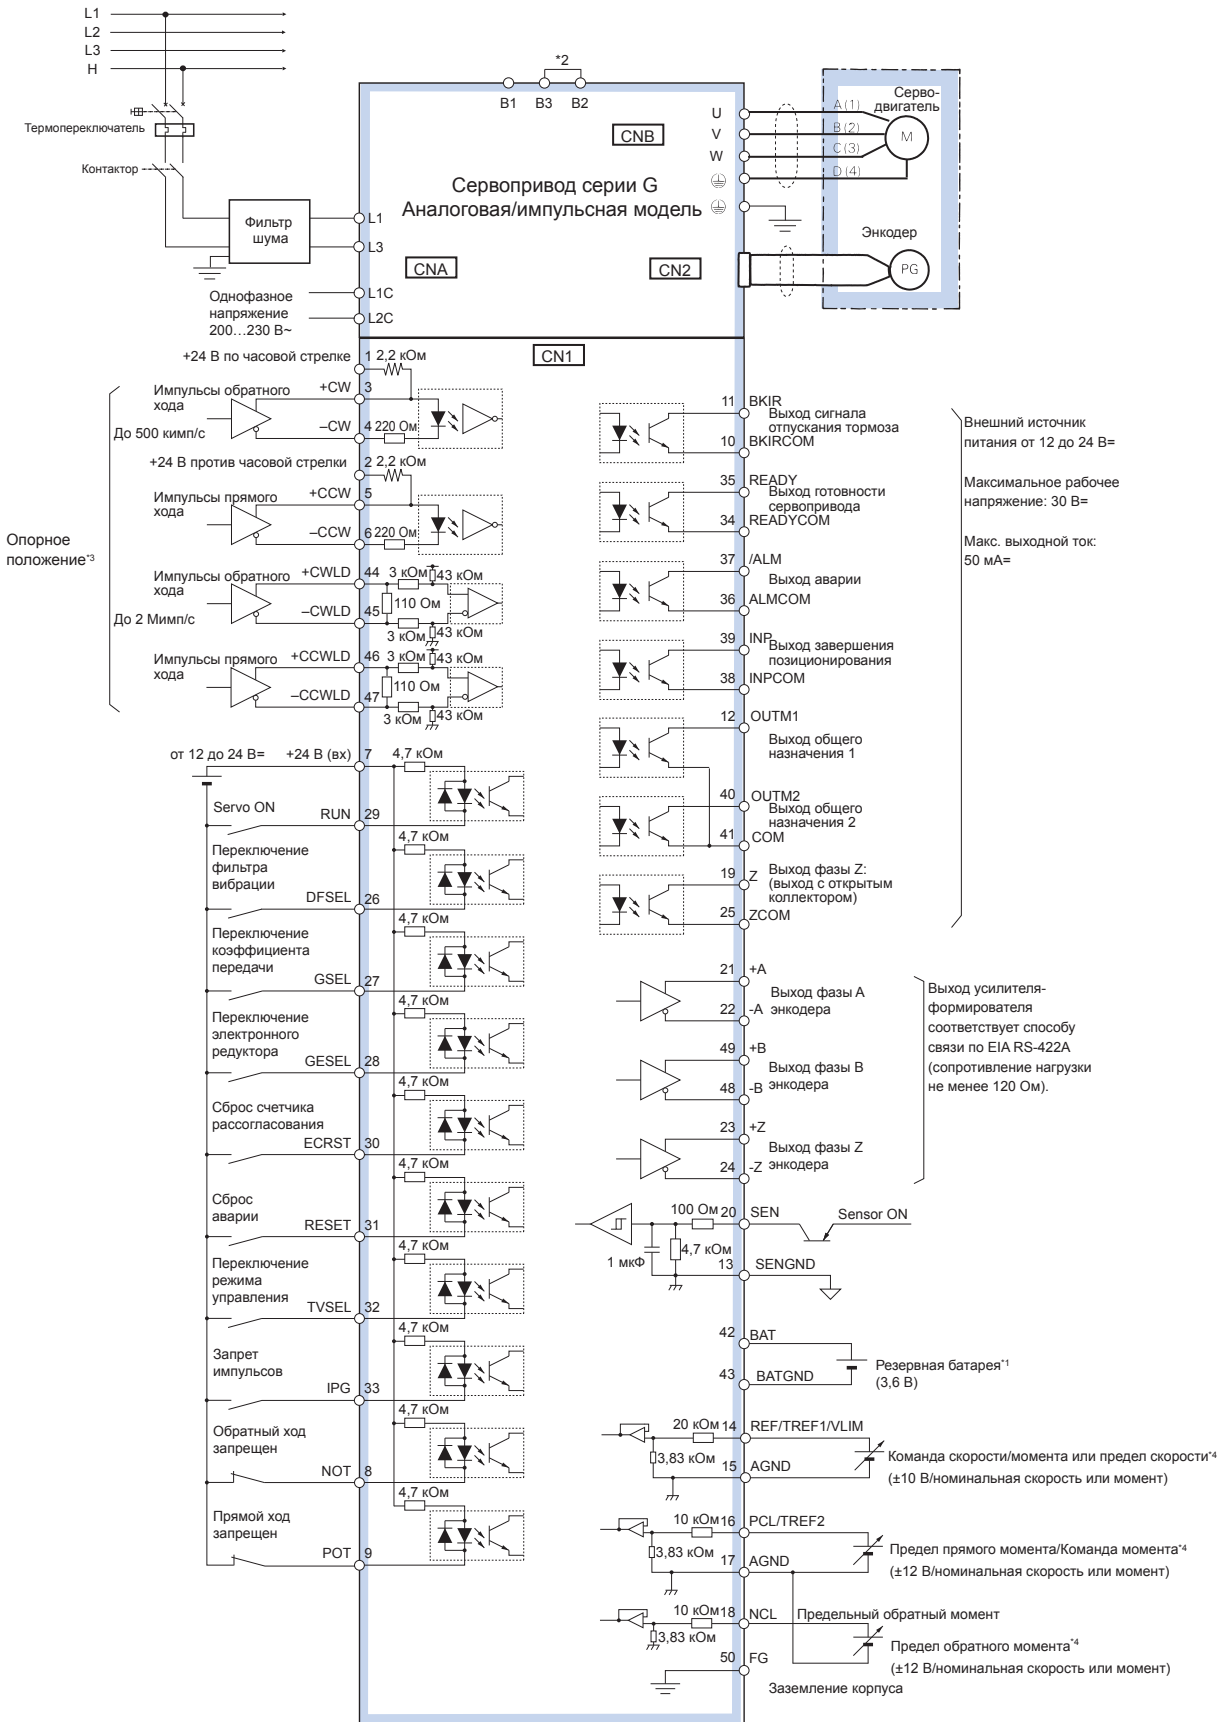 L1
L2
L3
H
Термопереключатель
Контактор
Фильтр
шума
L1
L3
Однофазное
напряжение
200…230 В~
L1C
L2C
*2
B1
B3
B2
CNB
CNA
CN2
Сервопривод серии G
Аналоговая/импульсная модель
U
V
W
A (1)
B (2)
C (3)
D (4)
Серво-
двигатель
M
Энкодер
PG
CN1
Опорное
положение*3
+24 В по часовой стрелке
1
2,2 кОм
Импульсы обратного
хода
+CW
3
До 500 кимп/с
–CW
4
220 Ом
+24 В против часовой стрелки
2
2,2 кОм
Импульсы прямого
хода
+CCW
5
–CCW
6
220 Ом
Импульсы обратного
хода
+CWLD
44
3 кОм
43 кОм
110 Ом
До 2 Мимп/с
–CWLD
45
3 кОм
43 кОм
Импульсы прямого
хода
+CCWLD
46
3 кОм
43 кОм
110 Ом
–CCWLD
47
3 кОм
43 кОм
от 12 до 24 В=
+24 В (вх)
7
4,7 кОм
Servo ON
RUN
29
4,7 кОм
Переключение
фильтра
вибрации
DFSEL
26
4,7 кОм
Переключение
коэффициента
передачи
GSEL
27
4,7 кОм
Переключение
электронного
редуктора
GESEL
28
4,7 кОм
Сброс счетчика
рассогласования
ECRST
30
4,7 кОм
Сброс
аварии
RESET
31
4,7 кОм
Переключение
режима
управления
TVSEL
32
4,7 кОм
Запрет
импульсов
IPG
33
4,7 кОм
Обратный ход
запрещен
NOT
8
4,7 кОм
Прямой ход
запрещен
POT
9
11
BKIR
Выход сигнала
отпускания тормоза
10
BKIRCOM
35
READY
Выход готовности
сервопривода
34
READYCOM
37
/ALM
Выход аварии
36
ALMCOM
39
INP
Выход завершения
позиционирования
38
INPCOM
12
OUTM1
Выход общего
назначения 1
40
OUTM2
Выход общего
назначения 2
41
COM
19
Z
Выход фазы Z:
(выход с открытым
коллектором)
25
ZCOM
Внешний источник
питания от 12 до 24 В=
Максимальное рабочее
напряжение: 30 В=
Макс. выходной ток:
50 мА=
21
+A
Выход фазы A
энкодера
22
-A
49
+B
Выход фазы B
энкодера
48
-B
23
+Z
Выход фазы Z
энкодера
24
-Z
Выход усилителя-
формирователя
соответствует способу
связи по EIA RS-422A
(сопротивление нагрузки
не менее 120 Ом).
100 Ом
20
SEN
Sensor ON
1 мкФ
4,7 кОм
13
SENGND
42
BAT
43
BATGND
Резервная батарея*1
(3,6 В)
20 кОм
14
REF/TREF1/VLIM
3,83 кОм
15
AGND
Команда скорости/момента или предел скорости*4
(±10 В/номинальная скорость или момент)
10 кОм
16
PCL/TREF2
3,83 кОм
17
AGND
Предел прямого момента/Команда момента*4
(±12 В/номинальная скорость или момент)
10 кОм
18
NCL
Предельный обратный момент
3,83 кОм
Предел обратного момента*4
(±12 В/номинальная скорость или момент)
50
FG
Заземление корпуса